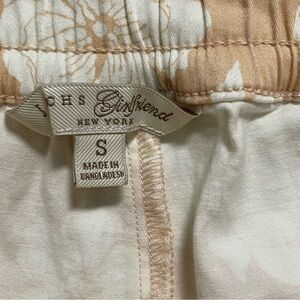 JCHS Girlfriend
NEW YORK
S
MADE IN
BANGLADESH